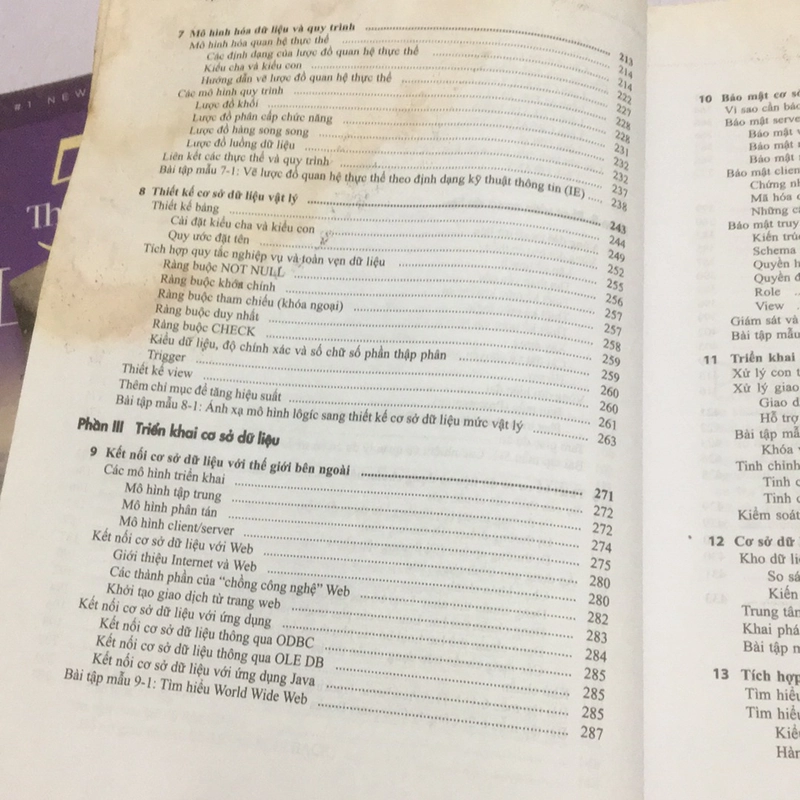 #1 NEW
Th
7 Mô hình hóa dữ liệu và quy trình ........ 213
Mô hình hóa quan hệ thực thể ........ 214
Các định dạng của lược đồ quan hệ thực thể ........ 214
Kiểu cha và kiểu con ........ 222
Hướng dẫn vẽ lược đồ quan hệ thực thể ........ 227
Các mô hình quy trình ........ 228
Lược đồ khối ........ 228
Lược đồ phân cấp chức năng ........ 231
Lược đồ hàng song song ........ 232
Lược đồ luồng dữ liệu ........ 232
Liên kết các thực thể và quy trình ........ 237
Bài tập mẫu 7-1: Vẽ lược đồ quan hệ thực thể theo định dạng kỹ thuật thông tin (IE) .... 238
8 Thiết kế cơ sở dữ liệu vật lý ........ 243
Thiết kế bảng ........ 244
Cài đặt kiểu cha và kiểu con ........ 249
Quy ước đặt tên ........ 252
Tích hợp quy tắc nghiệp vụ và toàn vẹn dữ liệu ........ 255
Ràng buộc NOT NULL ........ 256
Ràng buộc khóa chính ........ 257
Ràng buộc tham chiếu (khóa ngoại) ........ 257
Ràng buộc duy nhất ........ 258
Ràng buộc CHECK ........ 259
Kiểu dữ liệu, độ chính xác và số chữ số phần thập phân ........ 259
Trigger ........ 260
Thiết kế view ........ 260
Thêm chỉ mục để tăng hiệu suất ........ 261
Bài tập mẫu 8-1: Ánh xạ mô hình lôgíc sang thiết kế cơ sở dữ liệu mức vật lý ........ 263
Phần III Triển khai cơ sở dữ liệu
9 Kết nối cơ sở dữ liệu với thế giới bên ngoài ........ 271
Các mô hình triển khai ........ 272
Mô hình tập trung ........ 272
Mô hình phân tán ........ 274
Mô hình client/server ........ 275
Kết nối cơ sở dữ liệu với Web ........ 280
Giới thiệu Internet và Web ........ 280
Các thành phần của “chồng công nghệ” Web ........ 282
Khởi tạo giao dịch từ trang web ........ 283
Kết nối cơ sở dữ liệu với ứng dụng ........ 284
Kết nối cơ sở dữ liệu thông qua ODBC ........ 285
Kết nối cơ sở dữ liệu thông qua OLE DB ........ 285
Kết nối cơ sở dữ liệu với ứng dụng Java ........ 285
Bài tập mẫu 9-1: Tìm hiểu World Wide Web ........ 287
10 Bảo mật cơ s
Vì sao cần bảo
Bảo mật serve
Bảo mật
Bảo mật
Bảo mật
Bảo mật clien
Chứng nh
Mã hóa
Những c
Bảo mật truy
Kiến trúc
Schema
Quyền h
Quyền đ
Role ..
View .
Giám sát và
Bài tập mẫu
11 Triển khai
Xử lý con t
Xử lý giao
Giao d
Hỗ trợ
Bài tập mẫ
Khóa
Tinh chỉnh
Tinh c
Tinh
Kiểm soát
12 Cơ sở dữ
Kho dữ liệ
So sá
Kiến
Trung tâm
Khai phá
Bài tập m
13 Tích hợp
Tìm hiểu
Tìm hiểu
Kiể
Hàn